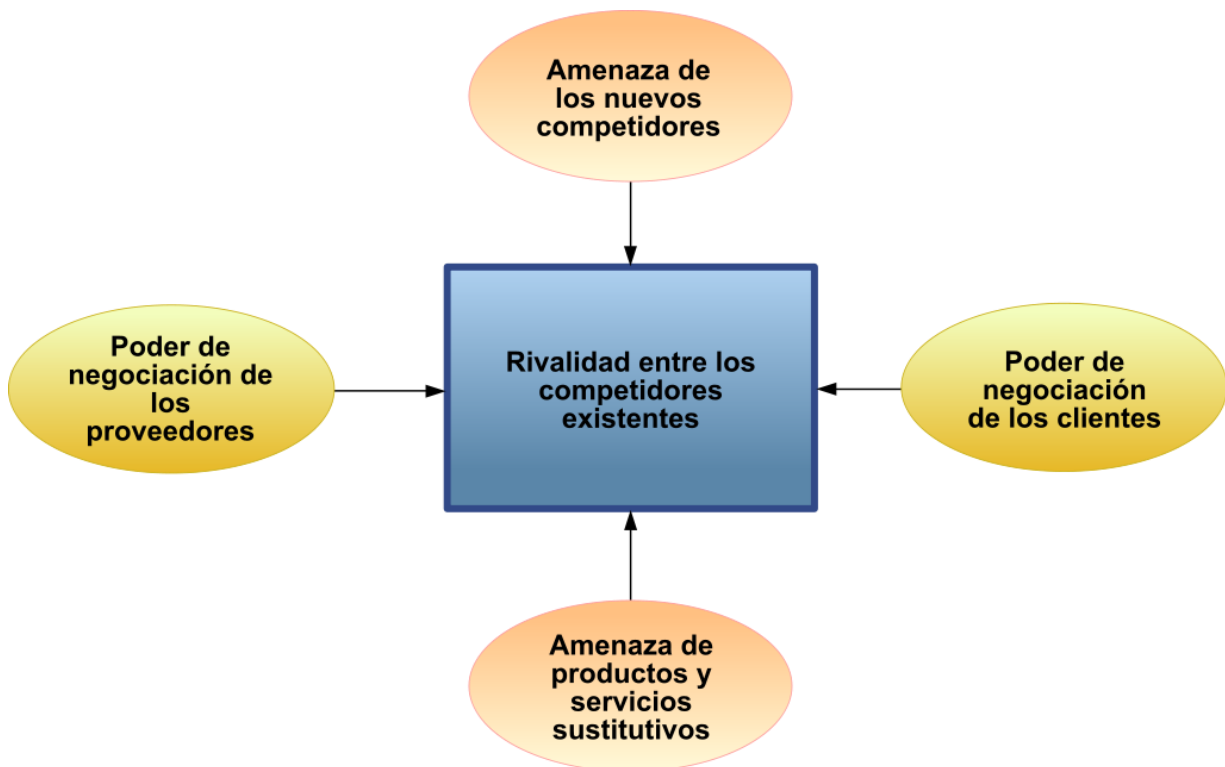 Amenaza de
los nuevos
competidores
Poder de
negociación de
los
proveedores
Rivalidad entre los
competidores
existentes
Poder de
negociación
de los clientes
Amenaza de
productos y
servicios
sustitutivos